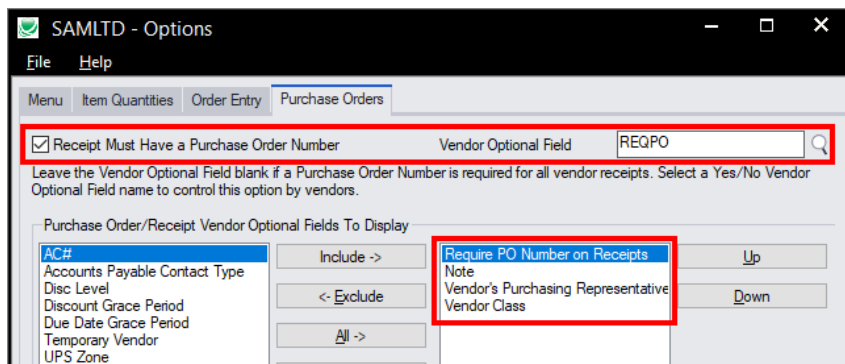 SAMLTD - Options
File Help
Menu Item Quantities Order Entry Purchase Orders
Receipt Must Have a Purchase Order Number Vendor Optional Field REQPO
Leave the Vendor Optional Field blank if a Purchase Order Number is required for all vendor receipts. Select a Yes/No Vendor
Optional Field name to control this option by vendors.
Purchase Order/Receipt Vendor Optional Fields To Display
AC# Include -> Require PO Number on Receipts Up
Accounts Payable Contact Type Note
Disc Level <- Exclude Vendor's Purchasing Representative Down
Discount Grace Period Vendor Class
Due Date Grace Period
Temporary Vendor All ->
UPS Zone